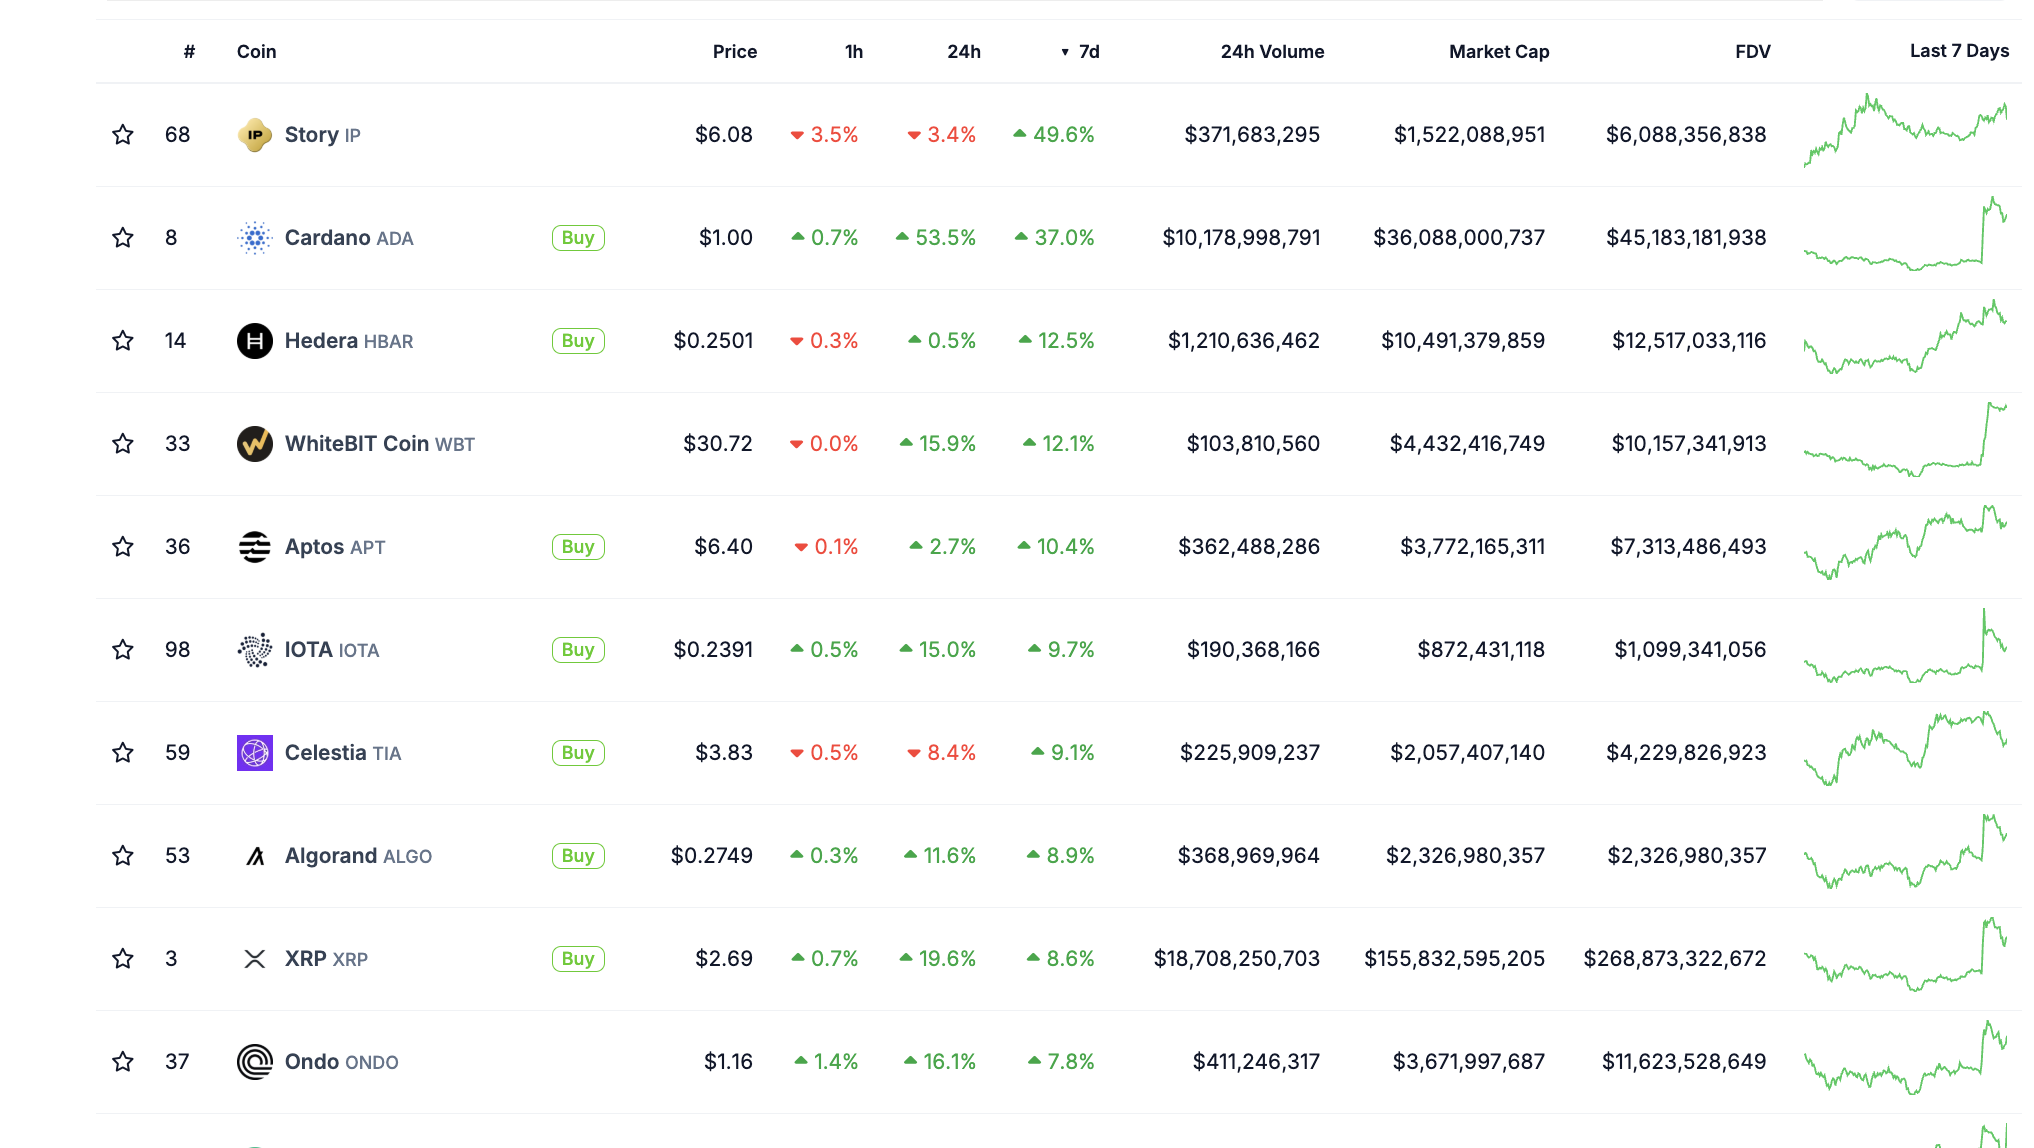 # Coin Price 1h 24h ▼ 7d 24h Volume Market Cap FDV Last 7 Days
68 IP Story IP $6.08 3.5% 3.4% 49.6% $371,683,295 $1,522,088,951 $6,088,356,838
8 Cardano ADA Buy $1.00 0.7% 53.5% 37.0% $10,178,998,791 $36,088,000,737 $45,183,181,938
14 H Hedera HBAR Buy $0.2501 0.3% 0.5% 12.5% $1,210,636,462 $10,491,379,859 $12,517,033,116
33 WhiteBIT Coin WBT $30.72 0.0% 15.9% 12.1% $103,810,560 $4,432,416,749 $10,157,341,913
36 Aptos APT Buy $6.40 0.1% 2.7% 10.4% $362,488,286 $3,772,165,311 $7,313,486,493
98 IOTA IOTA Buy $0.2391 0.5% 15.0% 9.7% $190,368,166 $872,431,118 $1,099,341,056
59 Celestia TIA Buy $3.83 0.5% 8.4% 9.1% $225,909,237 $2,057,407,140 $4,229,826,923
53 Algorand ALGO Buy $0.2749 0.3% 11.6% 8.9% $368,969,964 $2,326,980,357 $2,326,980,357
3 XRP XRP Buy $2.69 0.7% 19.6% 8.6% $18,708,250,703 $155,832,595,205 $268,873,322,672
37 Ondo ONDO $1.16 1.4% 16.1% 7.8% $411,246,317 $3,671,997,687 $11,623,528,649